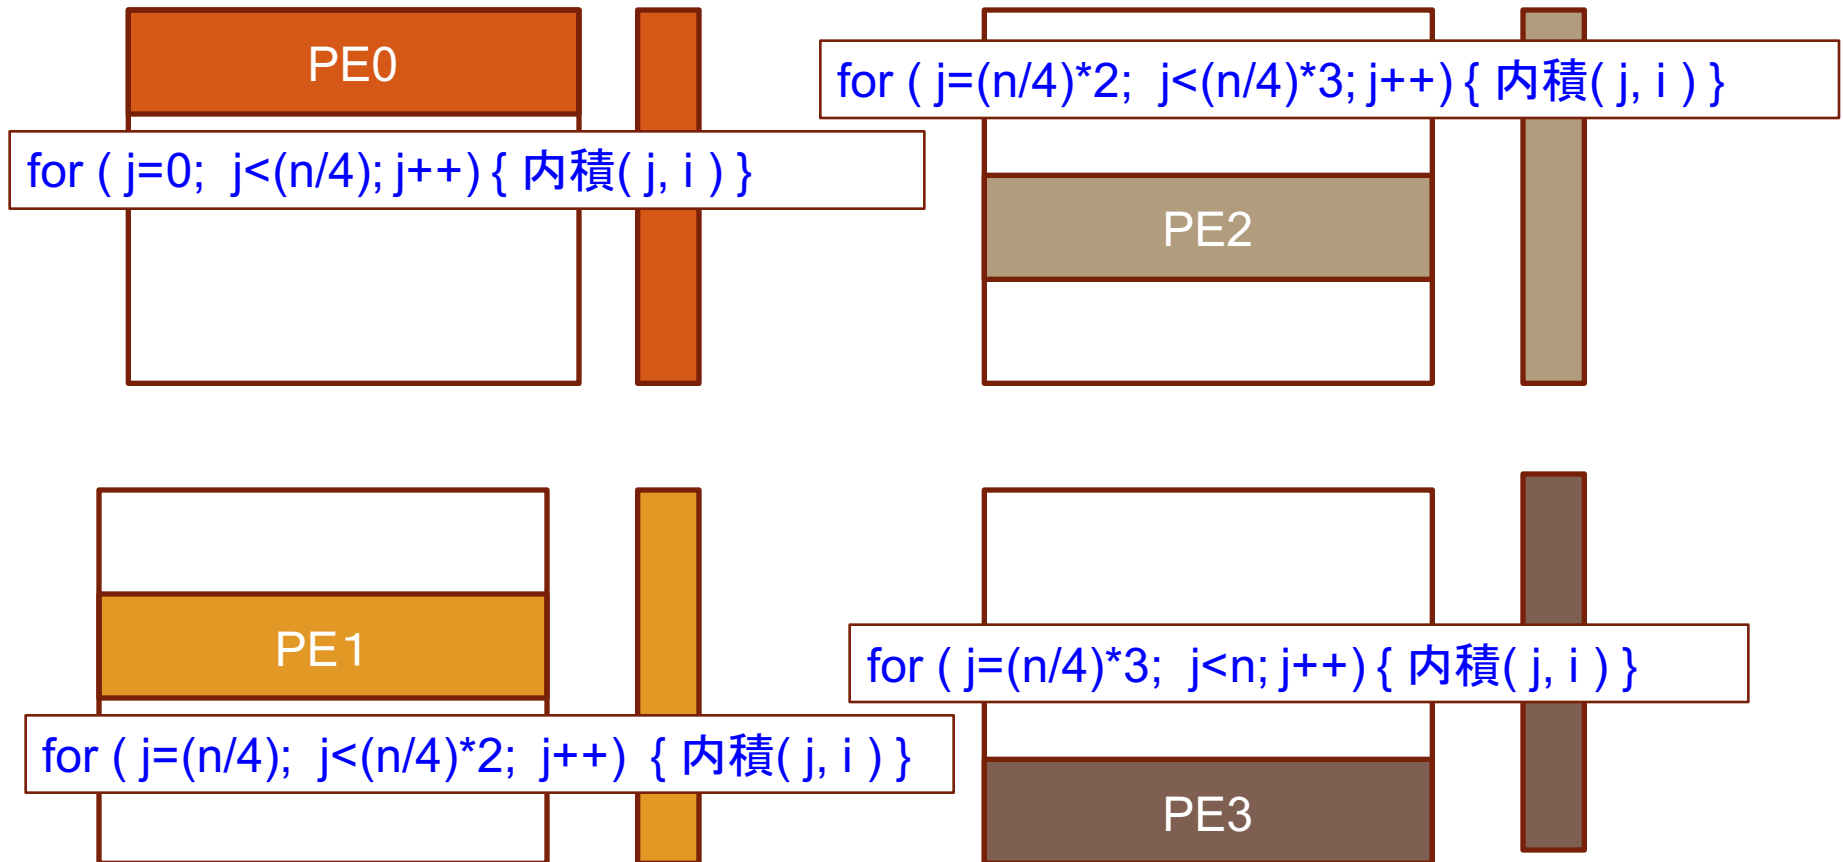 PE0
for ( j=0; j<(n/4); j++) { 内積( j, i ) }
for ( j=(n/4)*2; j<(n/4)*3; j++) { 内積( j, i ) }
PE2
PE１
for ( j=(n/4); j<(n/4)*2; j++) { 内積( j, i ) }
for ( j=(n/4)*3; j<n; j++) { 内積( j, i ) }
PE3